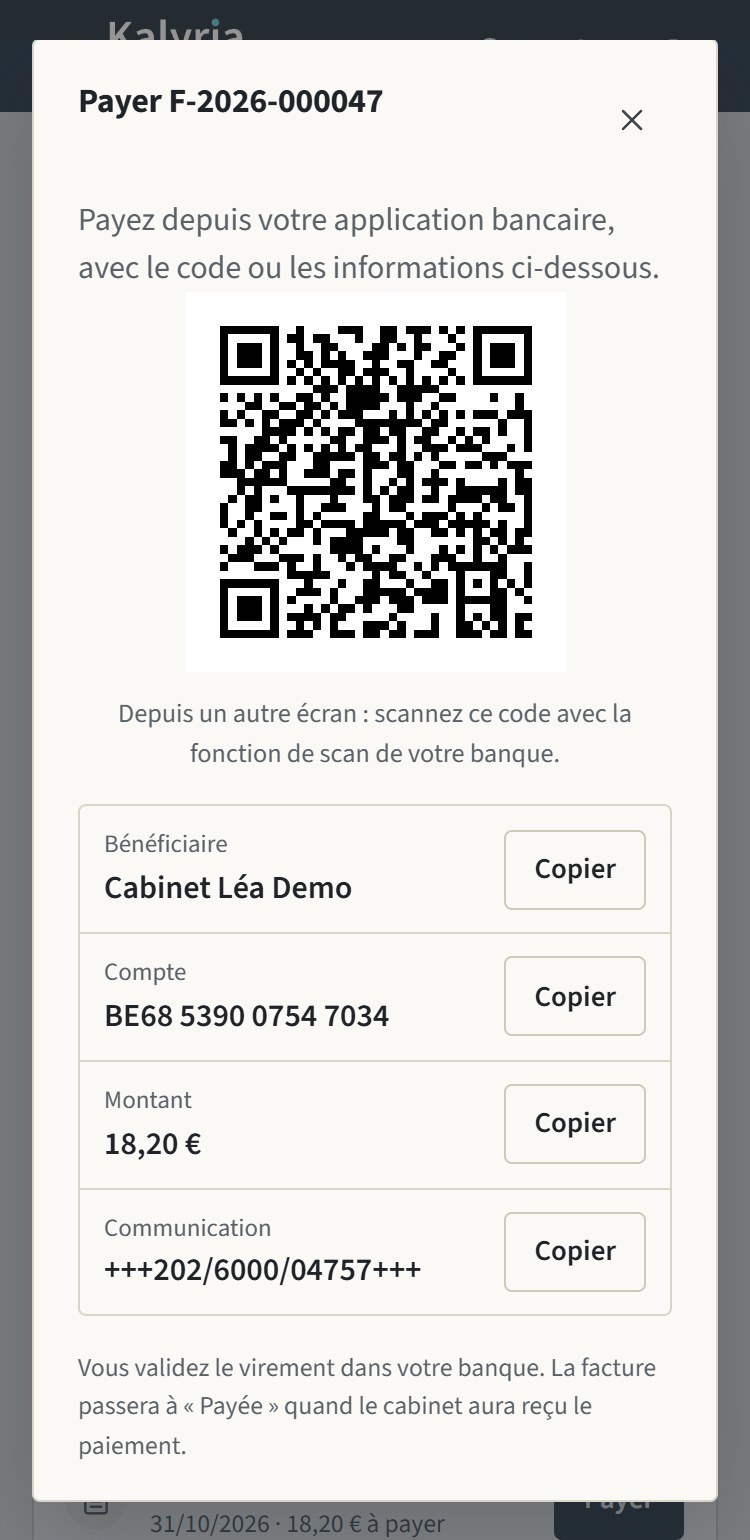 Kalyria
Payer F-2026-000047
Payez depuis votre application bancaire,
avec le code ou les informations ci-dessous.
Depuis un autre écran : scannez ce code avec la
fonction de scan de votre banque.
Bénéficiaire
Cabinet Léa Demo
Copier
Compte
BE68 5390 0754 7034
Copier
Montant
18,20 €
Copier
Communication
+++202/6000/04757+++
Copier
Vous validez le virement dans votre banque. La facture
passera à « Payée » quand le cabinet aura reçu le
paiement.
Payer
31/10/2026 · 18,20 € à payer